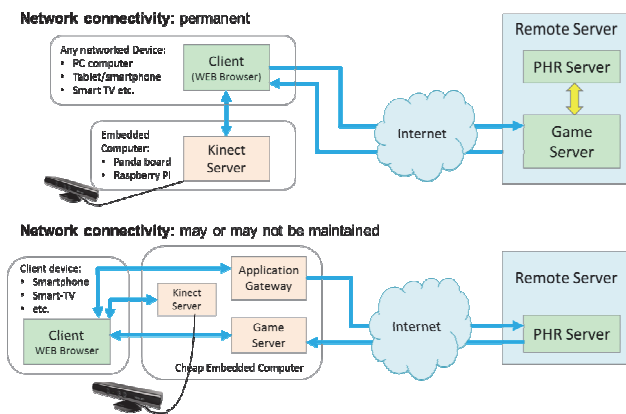 Network connectivity: permanent
Any networked Device:
• PC computer
• Tablet/smartphone
• Smart TV etc.
Client
(WEB Browser)
Embedded
Computer:
• Panda board
• Raspberry Pi
Kinect
Server
Internet
Remote Server
PHR Server
Game
Server
Network connectivity: may or may not be maintained
Client device:
• Smartphone
• Smart-TV
• etc.
Client
WEB Browser
Kinect
Server
Application
Gateway
Game
Server
Cheap Embedded Computer
Internet
Remote Server
PHR Server